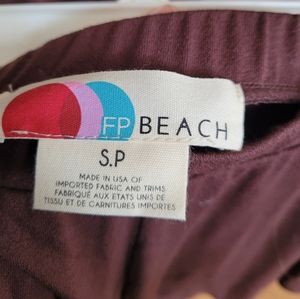 FP BEACH
S.P
MADE IN USA OF
IMPORTED FABRIC AND TRIMS
FABRIQUÉ AUX ETATS UNIS DE
TISSU ET DE GARNITURES IMPORTES